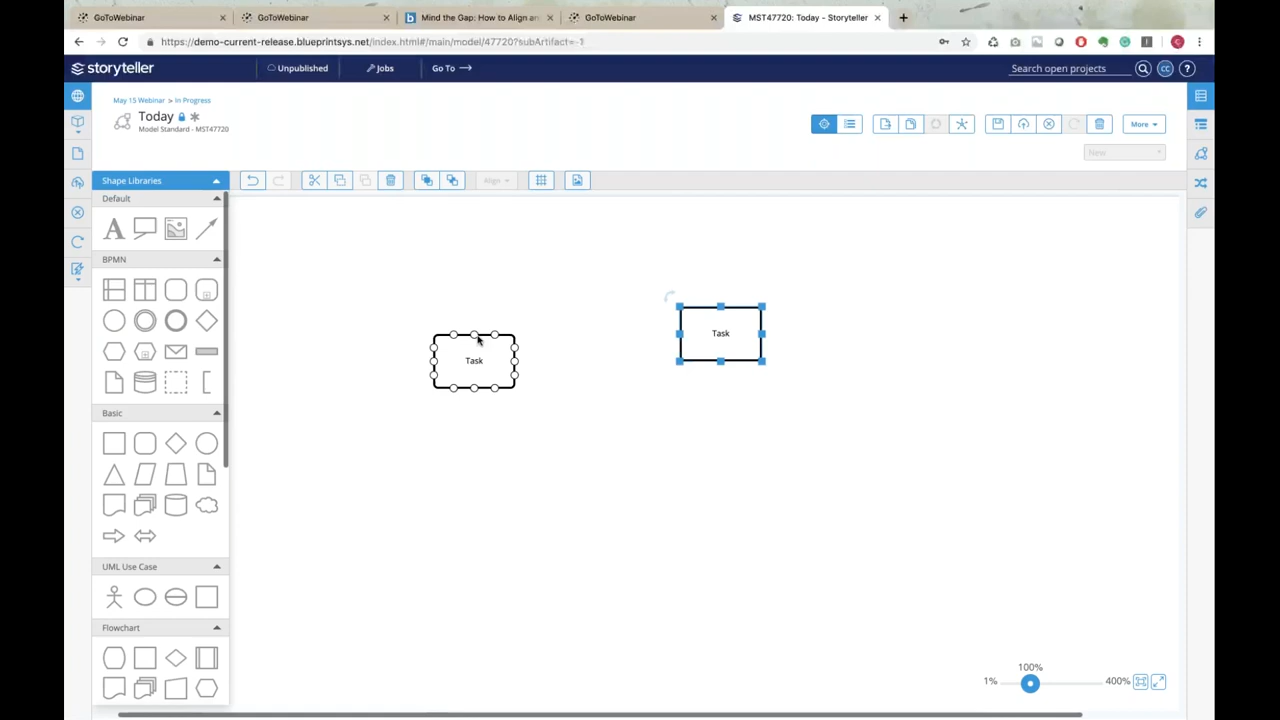 GoToWebinar
GoToWebinar
Mind the Gap: How to Align an
GoToWebinar
MST47720: Today - Storyteller
https://demo-current-release.blueprintsys.net/index.html#/main/model/47720?subArtifact=-1
storyteller
Unpublished
Jobs
Go To
Search open projects
CC
?
May 15 Webinar > In Progress
Today
Model Standard - MST47720
More
New
Shape Libraries
Align
Default
A
BPMN
Task
Task
Basic
UML Use Case
Flowchart
100%
1%
400%